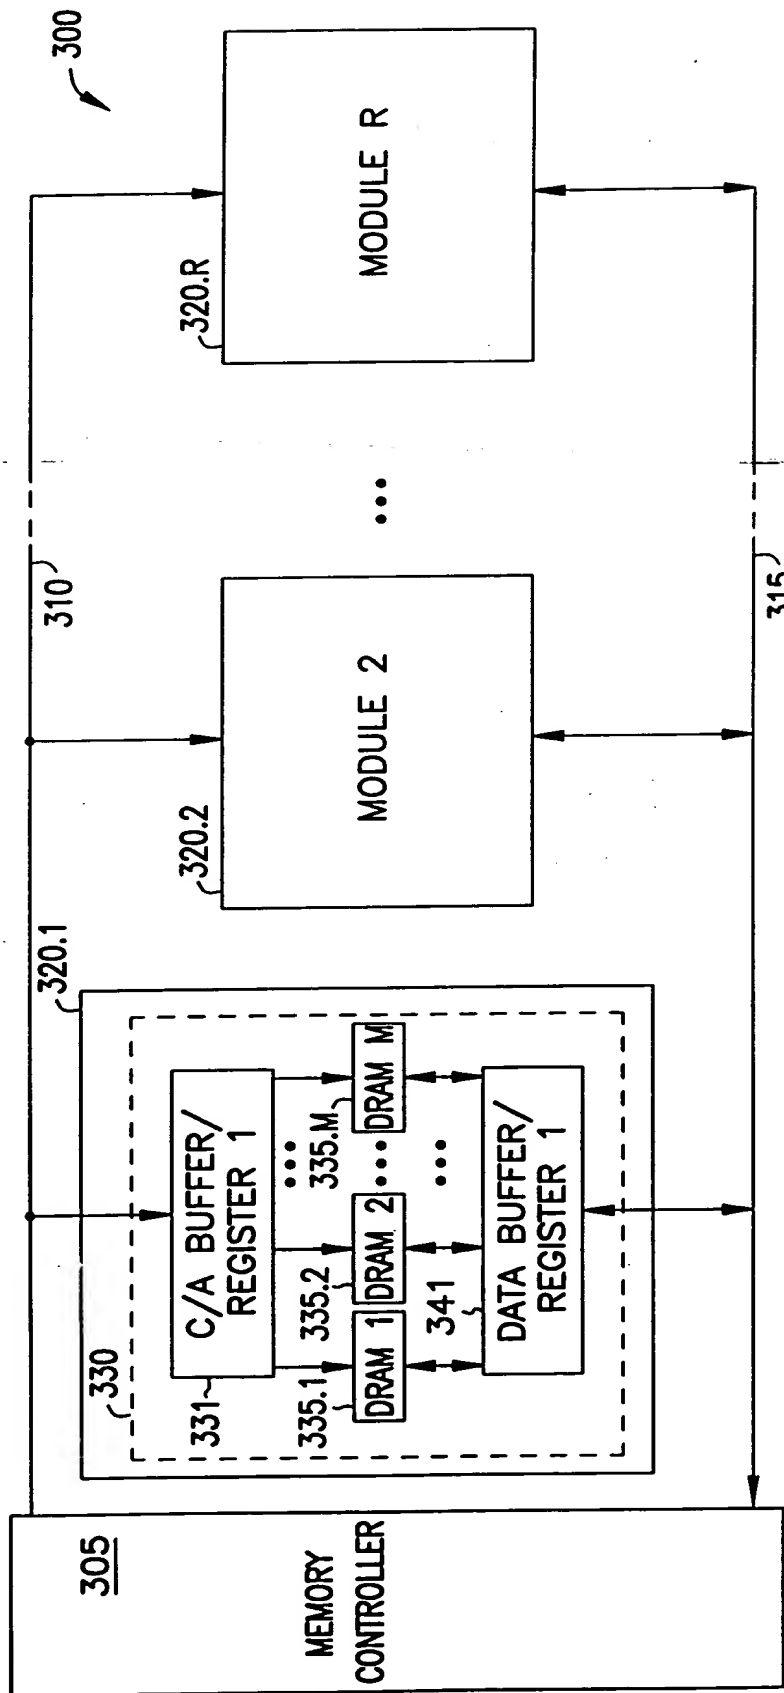 300
310
320.1
320.2
320.R
MODULE 2
MODULE R
•••
330
331
C/A BUFFER/
REGISTER 1
•••
335.1
335.2
335.M
DRAM 1
DRAM 2
•••
DRAM M
341
•••
DATA BUFFER/
REGISTER 1
305
MEMORY
CONTROLLER
315